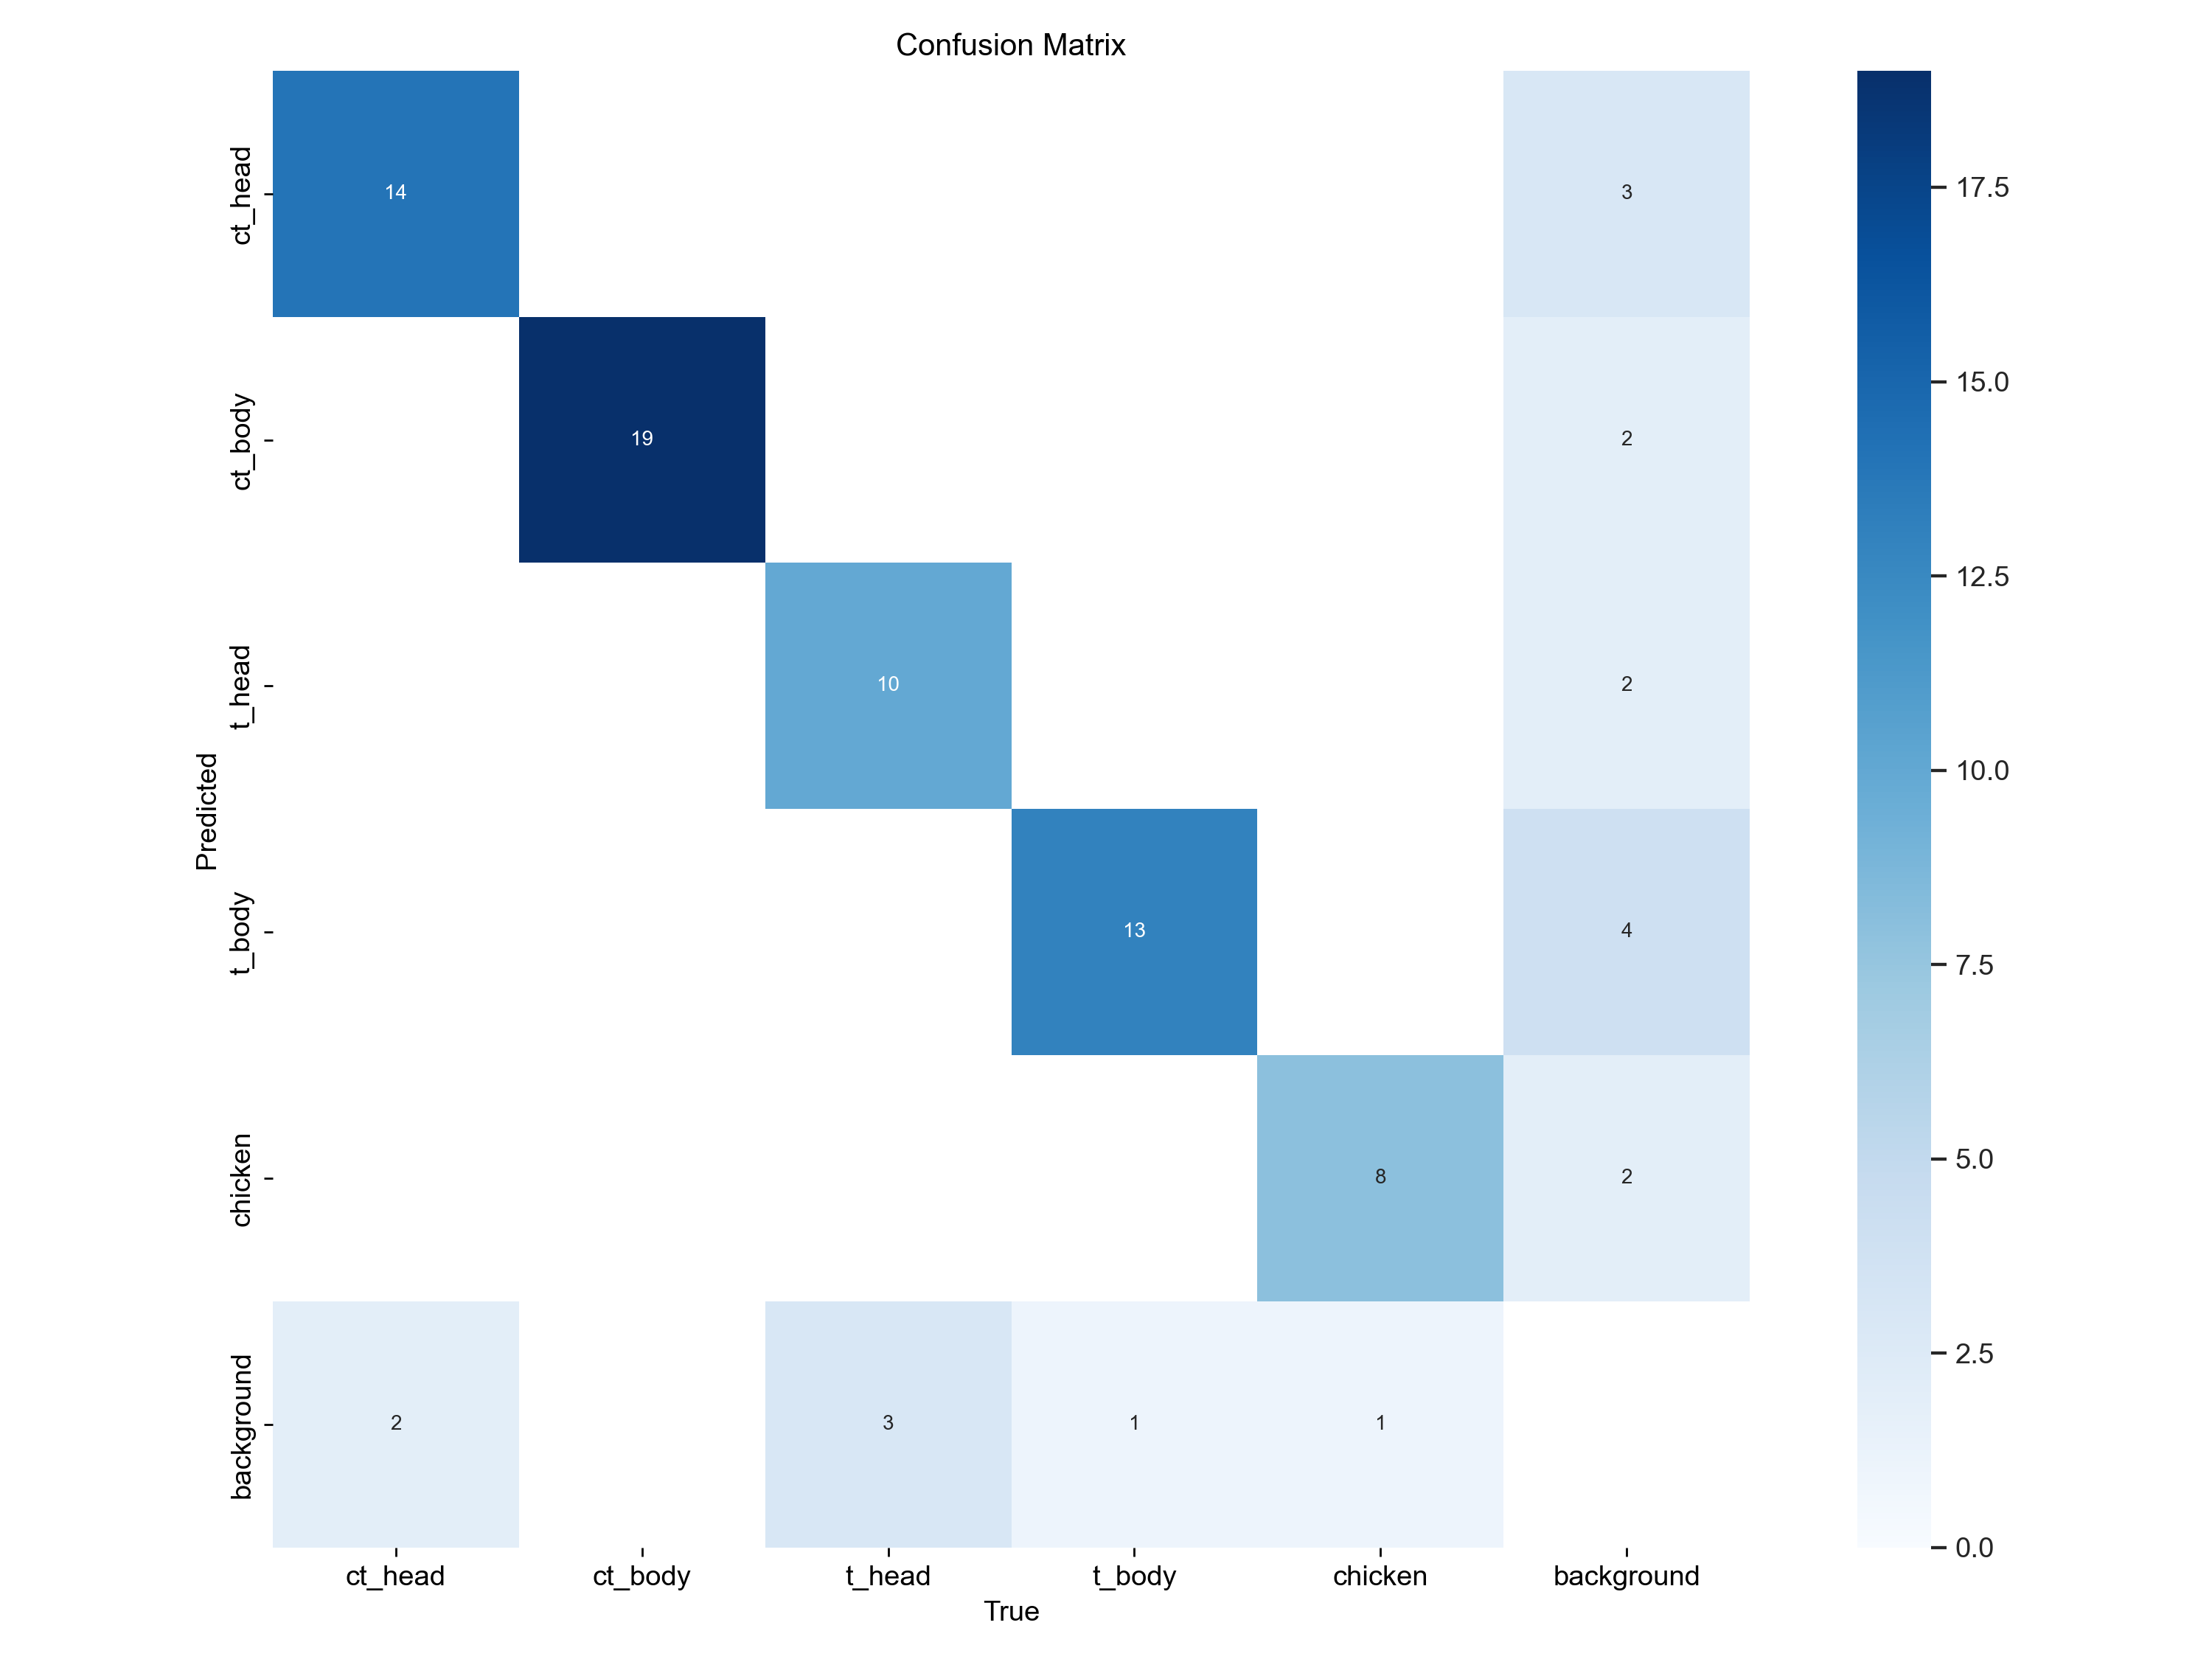 Confusion Matrix
ct_head
14
3
17.5
15.0
ct_body
19
2
12.5
t_head
10
2
10.0
Predicted
t_body
13
4
7.5
chicken
8
2
5.0
background
2
3
1
1
2.5
0.0
ct_head
ct_body
t_head
t_body
chicken
background
True